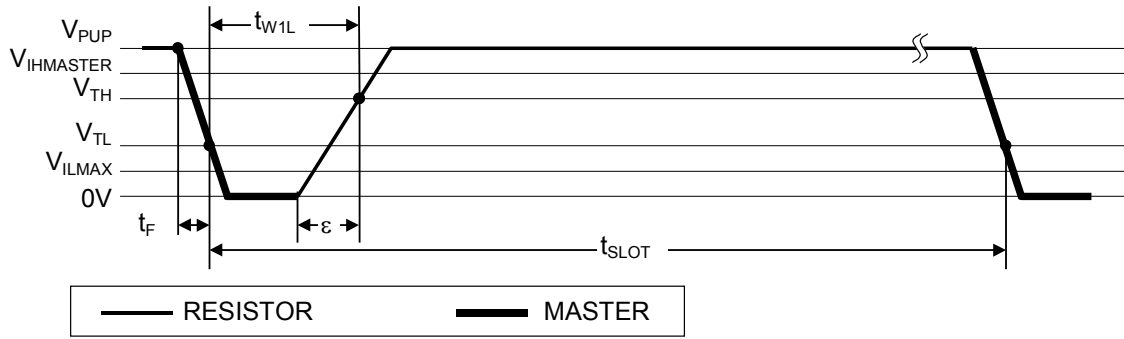 V_PUP
t_W1L
V_IHMASTER
V_TH
V_TL
V_ILMAX
0V
t_F
ε
t_SLOT
RESISTOR MASTER